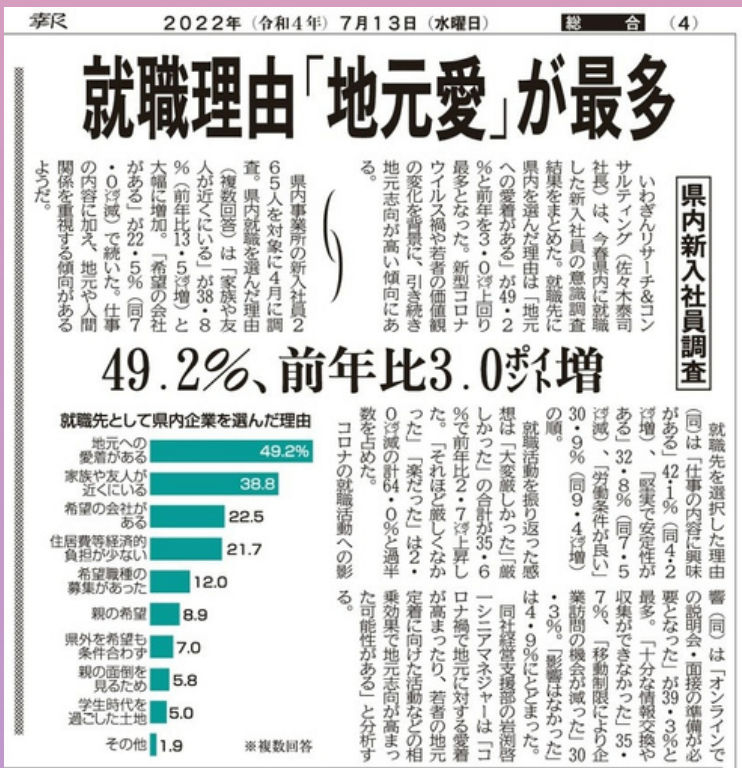 報
2022年(令和4年)7月13日(水曜日)
総合
(4)
就職理由「地元愛」が最多
県内新入社員調査
いわぎんリサーチ&コン
サルティング(佐々木泰司
社長)は、今春県内に就職
した新入社員の意識調査
結果をまとめた。就職先に
県内を選んだ理由は「地元
への愛着がある」が49・2
%と前年を3・0㌽上回り
最多となった。新型コロナ
ウイルス禍や若者の価値観
の変化を背景に、引き続き
地元志向が高い傾向にあ
る。
県内事業所の新入社員2
65人を対象に4月に調
査。県内就職を選んだ理由
(複数回答)は「家族や友
人が近くにいる」が38・8
%(前年比13・5㌽増)と
大幅に増加。「希望の会社
がある」が22・5%(同7
・0㌽減)で続いた。仕事
の内容に加え、地元や人間
関係を重視する傾向がある
ようだ。
49.2%、前年比3.0㌽増
就職先を選択した理由
(同)は「仕事の内容に興味
がある」42・1%(同4・2
㌽増)、「堅実で安定性が
ある」32・8%(同7・5
㌽減)、「労働条件が良い」
30・9%(同9・4㌽増)
の順。
就職活動を振り返った感
想は「大変厳しかった」「厳
しかった」の合計が35・6
%で前年比2・7㌽上昇し
た。「それほど厳しくなか
った」「楽だった」は2・
0㌽減の計64・0%と過半
数を占めた。
コロナの就職活動への影
響(同)は「オンラインで
の説明会・面接の準備が必
要となった」が39・3%と
最多。「十分な情報交換や
収集ができなかった」35・
7%、「移動制限により企
業訪問の機会が減った」30
・3%。「影響はなかった」
は4・9%にとどまった。
同社経営支援部の岩渕啓
一シニアマネジャーは「コ
ロナ禍で地元に対する愛着
が高まったり、若者の地元
定着に向けた活動などの相
乗効果で地元志向が高まっ
た可能性がある」と分析す
る。
就職先として県内企業を選んだ理由
地元への
愛着がある
49.2%
家族や友人が
近くにいる
38.8
希望の会社が
ある
22.5
住居費等経済的
負担が少ない
21.7
希望職種の
募集があった
12.0
親の希望
8.9
県外を希望も
条件合わず
7.0
親の面倒を
見るため
5.8
学生時代を
過ごした土地
5.0
その他
1.9
※複数回答